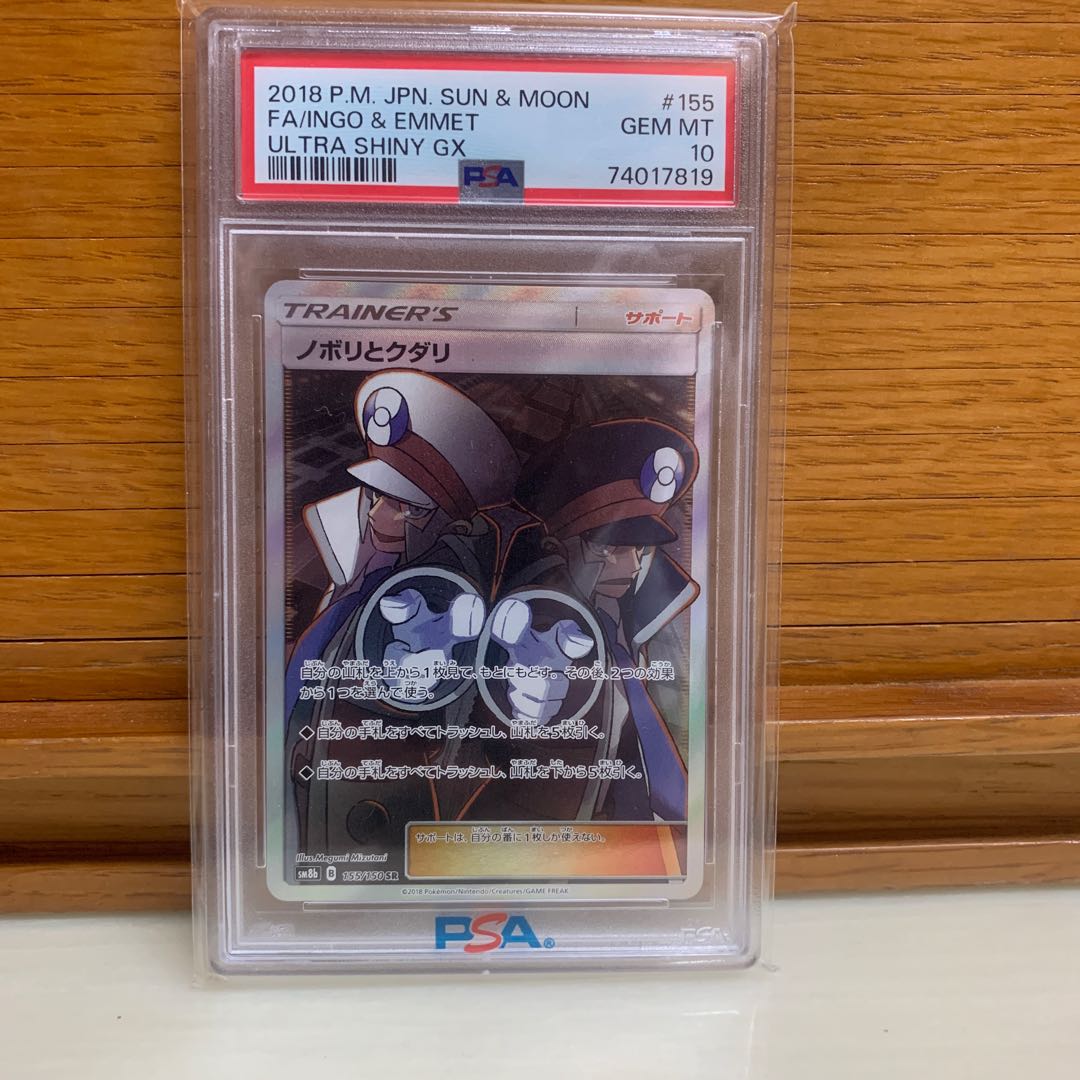 2018 P.M. JPN. SUN & MOON #155
FA/INGO & EMMET GEM MT
ULTRA SHINY GX 10
PSA 74017819
TRAINER'S サポート
ノボリとクダリ
自分の山札を上から1枚見て、もとにもどす。その後、2つの効果
から1つを選んで使う。
◇自分の手札をすべてトラッシュし、山札を5枚引く。
◇自分の手札をすべてトラッシュし、山札を下から5枚引く。
サポートは、自分の番に1枚しか使えない。
Illus.Megumi Mizutani
SM8b B 155/150 SR
©2018 Pokémon/Nintendo/Creatures/GAME FREAK
PSA®
PSA